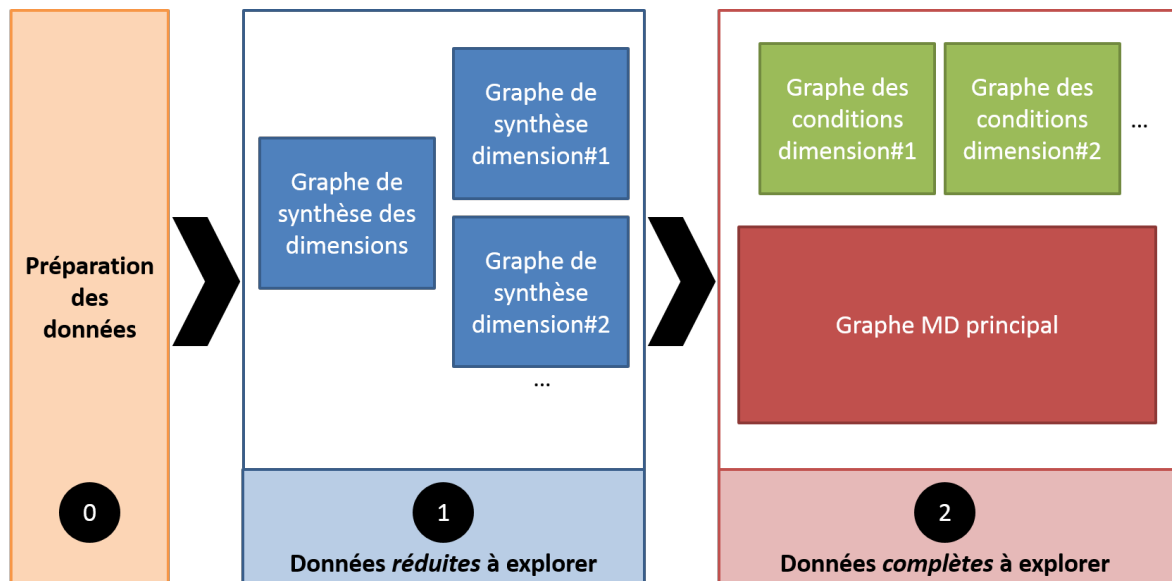 Préparation
des
données
0
Graphe de
synthèse des
dimensions
Graphe de
synthèse
dimension#1
Graphe de
synthèse
dimension#2
...
1
Données réduites à explorer
Graphe des
conditions
dimension#1
Graphe des
conditions
dimension#2
...
Graphe MD principal
2
Données complètes à explorer